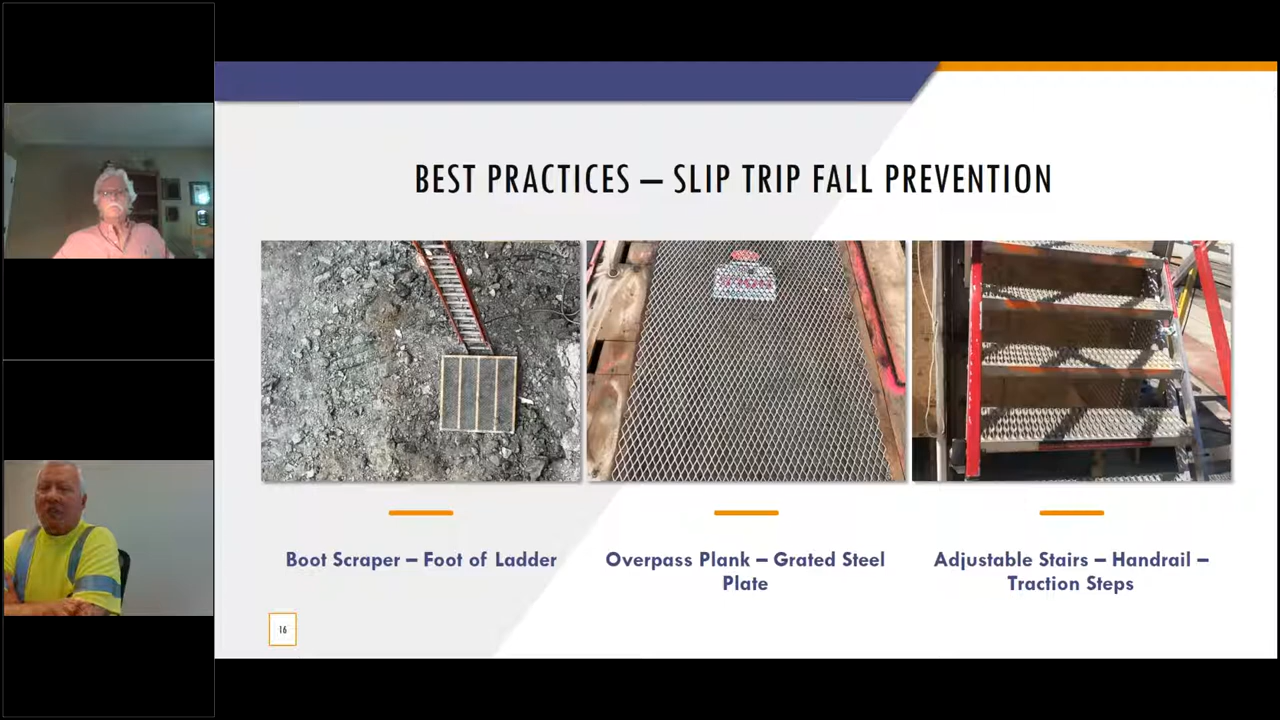 BEST PRACTICES – SLIP TRIP FALL PREVENTION
Boot Scraper – Foot of Ladder
Overpass Plank – Grated Steel
Plate
Adjustable Stairs – Handrail –
Traction Steps
16